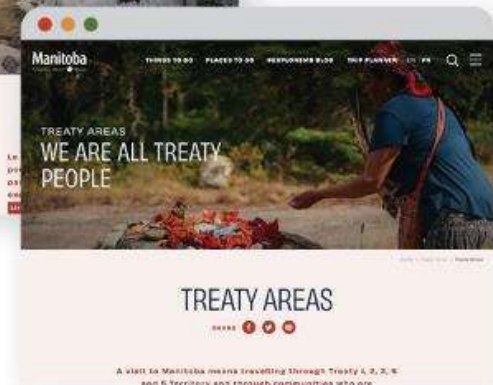 Manitoba
THINGS TO DO PLACES TO GO #EXPLOREMB BLOG TRIP PLANNER EN FR
TREATY AREAS
WE ARE ALL TREATY
PEOPLE
TREATY AREAS
SHARE
A visit to Manitoba means travelling through Treaty 1, 2, 3, 4
and 5 Territory and through communities who are